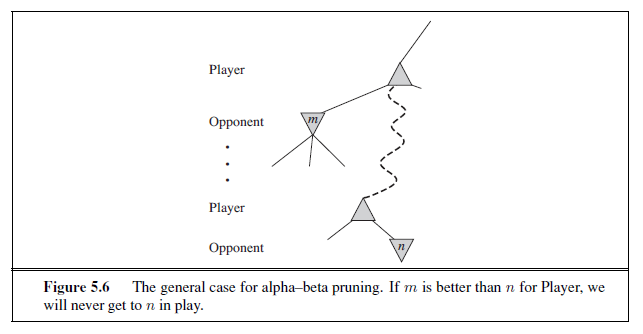 Player
Opponent
m
Player
Opponent
n
Figure 5.6 The general case for alpha–beta pruning. If m is better than n for Player, we
will never get to n in play.